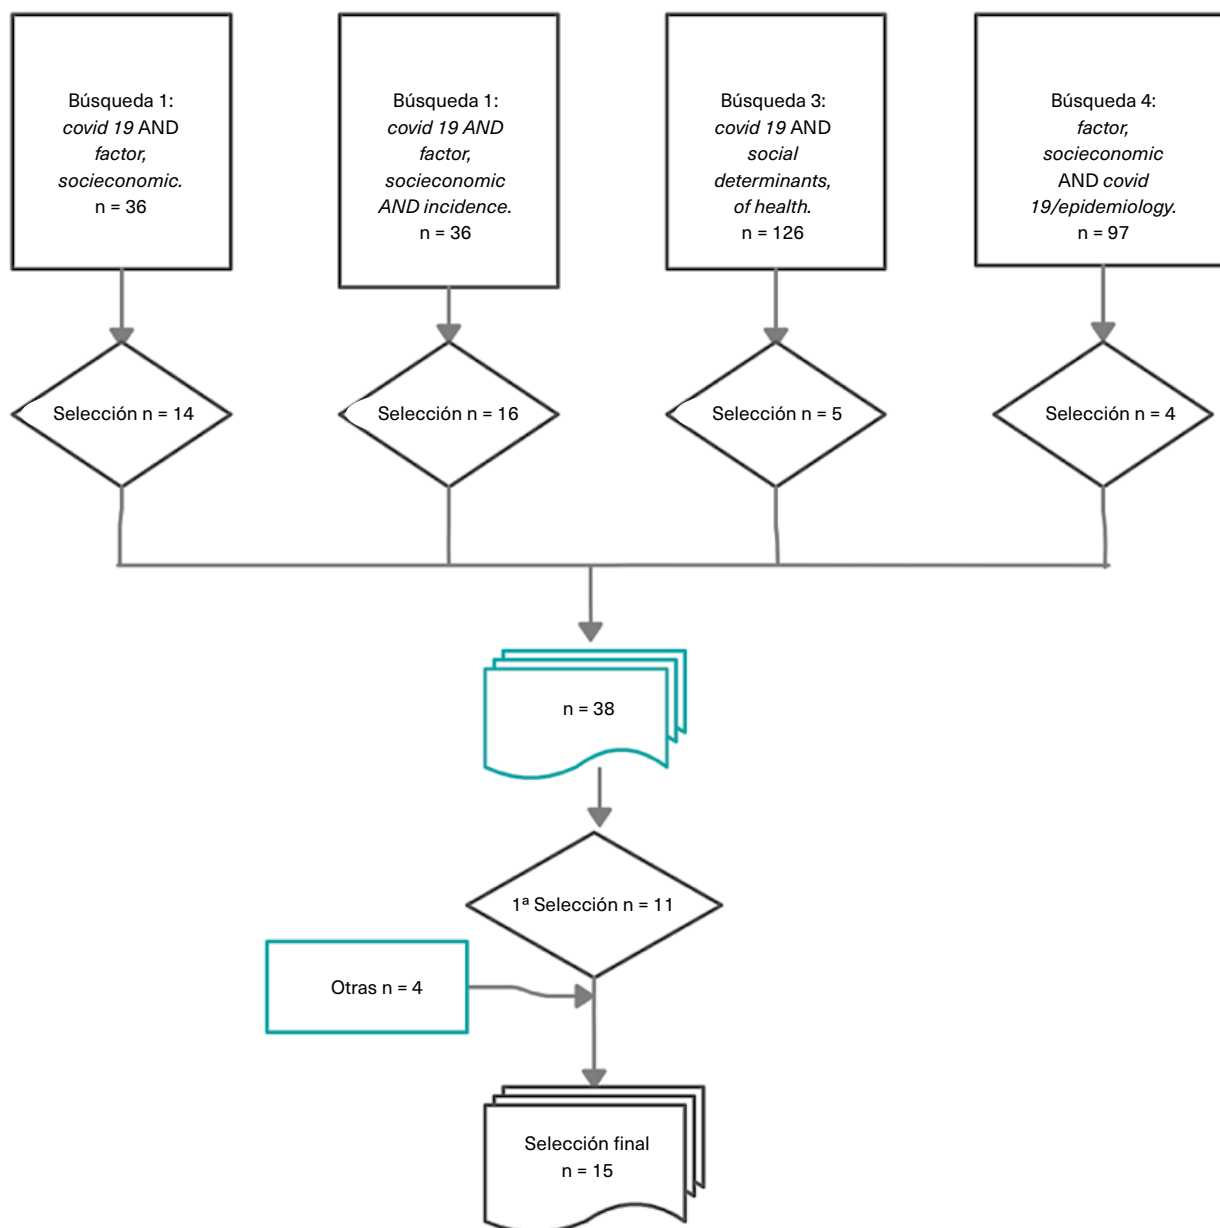 Búsqueda 1:
covid 19 AND
factor,
socieconomic.
n = 36
Búsqueda 1:
covid 19 AND
factor,
socieconomic
AND incidence.
n = 36
Búsqueda 3:
covid 19 AND
social
determinants,
of health.
n = 126
Búsqueda 4:
factor,
socieconomic
AND covid
19/epidemiology.
n = 97
Selección n = 14
Selección n = 16
Selección n = 5
Selección n = 4
n = 38
1ª Selección n = 11
Otras n = 4
Selección final
n = 15